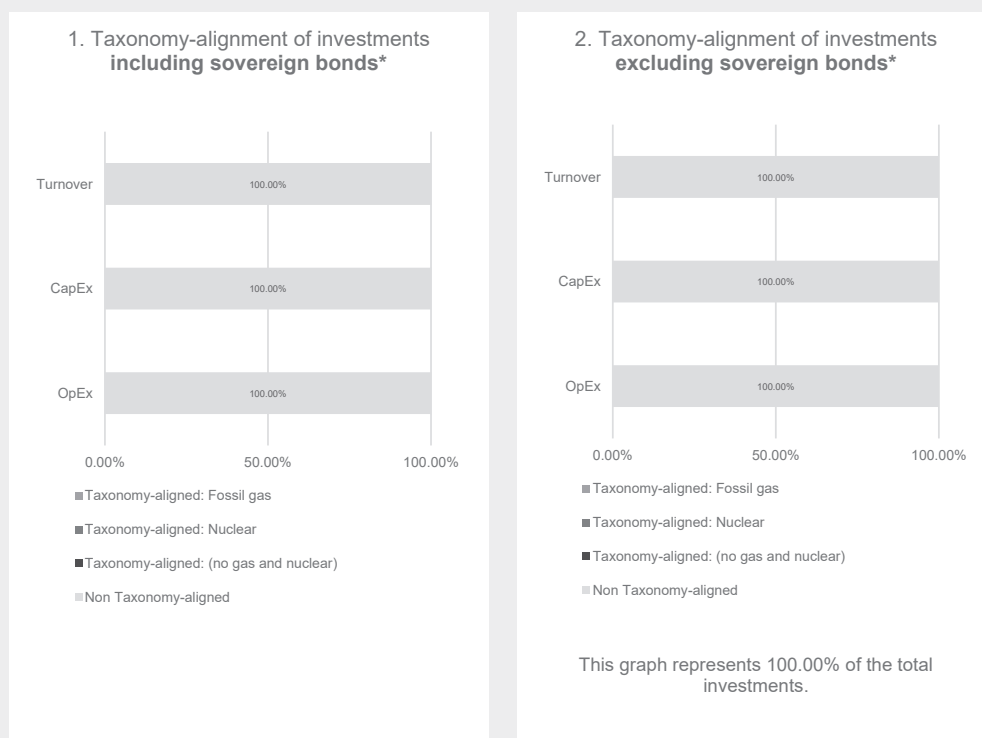 1. Taxonomy-alignment of investments
including sovereign bonds*
Turnover
100.00%
CapEx
100.00%
OpEx
100.00%
0.00% 50.00% 100.00%
Taxonomy-aligned: Fossil gas
Taxonomy-aligned: Nuclear
Taxonomy-aligned: (no gas and nuclear)
Non Taxonomy-aligned
2. Taxonomy-alignment of investments
excluding sovereign bonds*
Turnover
100.00%
CapEx
100.00%
OpEx
100.00%
0.00% 50.00% 100.00%
Taxonomy-aligned: Fossil gas
Taxonomy-aligned: Nuclear
Taxonomy-aligned: (no gas and nuclear)
Non Taxonomy-aligned
This graph represents 100.00% of the total
investments.